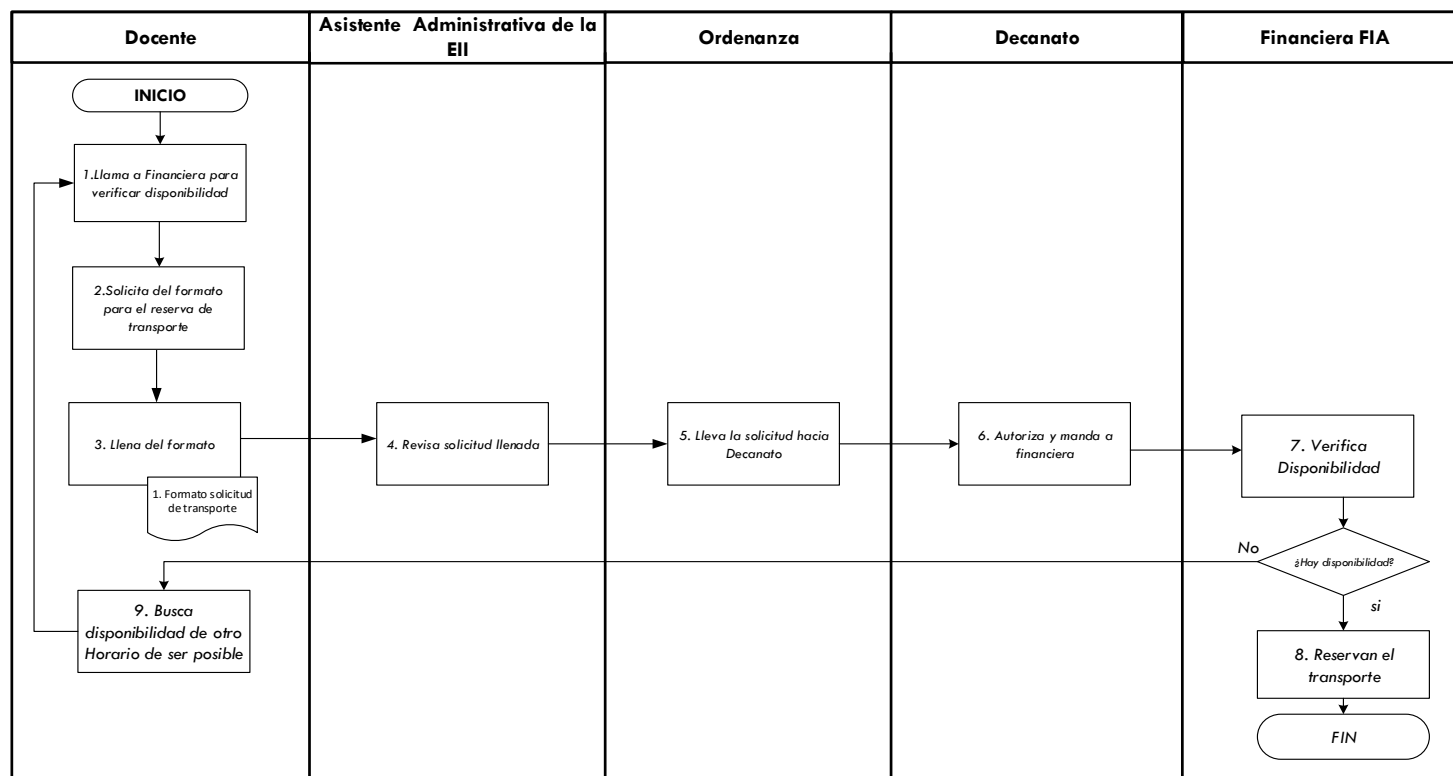 Docente
Asistente Administrativa de la
EII
Ordenanza
Decanato
Financiera FIA
INICIO
1.Llama a Financiera para
verificar disponibilidad
2.Solicita del formato
para el reserva de
transporte
3. Llena del formato
1. Formato solicitud
de transporte
4. Revisa solicitud llenada
5. Lleva la solicitud hacia
Decanato
6. Autoriza y manda a
financiera
7. Verifica
Disponibilidad
No
¿Hay disponibilidad?
si
9. Busca
disponibilidad de otro
Horario de ser posible
8. Reservan el
transporte
FIN